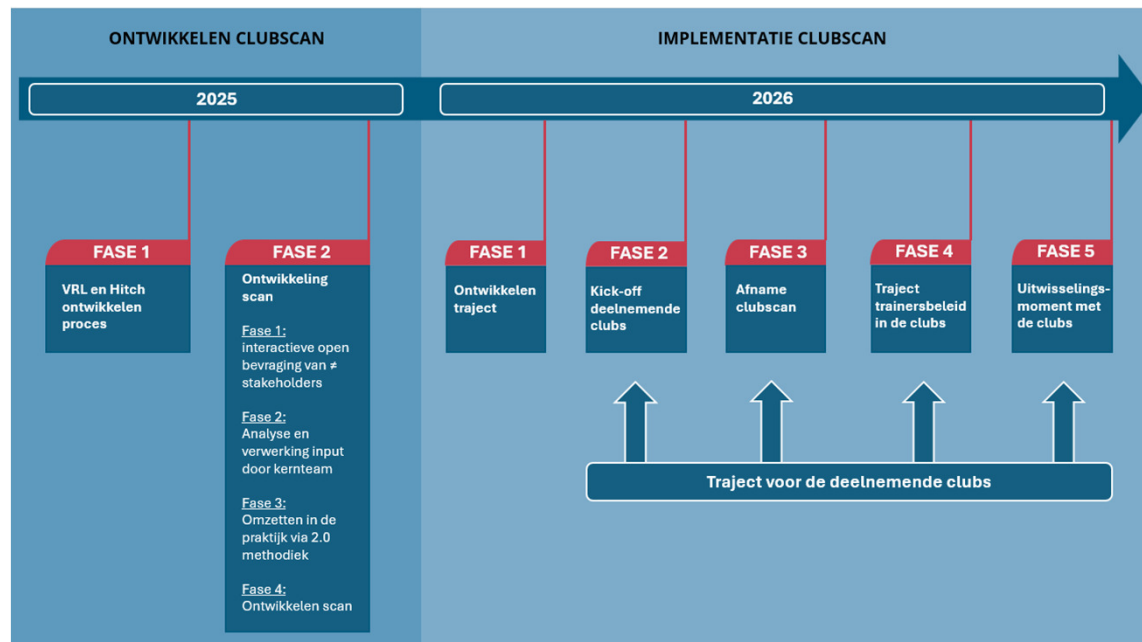 ONTWIKKELEN CLUBSCAN
IMPLEMENTATIE CLUBSCAN
2025
2026
FASE 1
VRL en Hitch
ontwikkelen
proces
FASE 2
Ontwikkeling
scan
Fase 1:
interactieve open
bevraging van ≠
stakeholders
Fase 2:
Analyse en
verwerking input
door kernteam
Fase 3:
Omzetten in de
praktijk via 2.0
methodiek
Fase 4:
Ontwikkelen scan
FASE 1
Ontwikkelen
traject
FASE 2
Kick-off
deelnemende
clubs
FASE 3
Afname
clubscan
FASE 4
Traject
trainersbeleid
in de clubs
FASE 5
Uitwisselings-
moment met
de clubs
Traject voor de deelnemende clubs